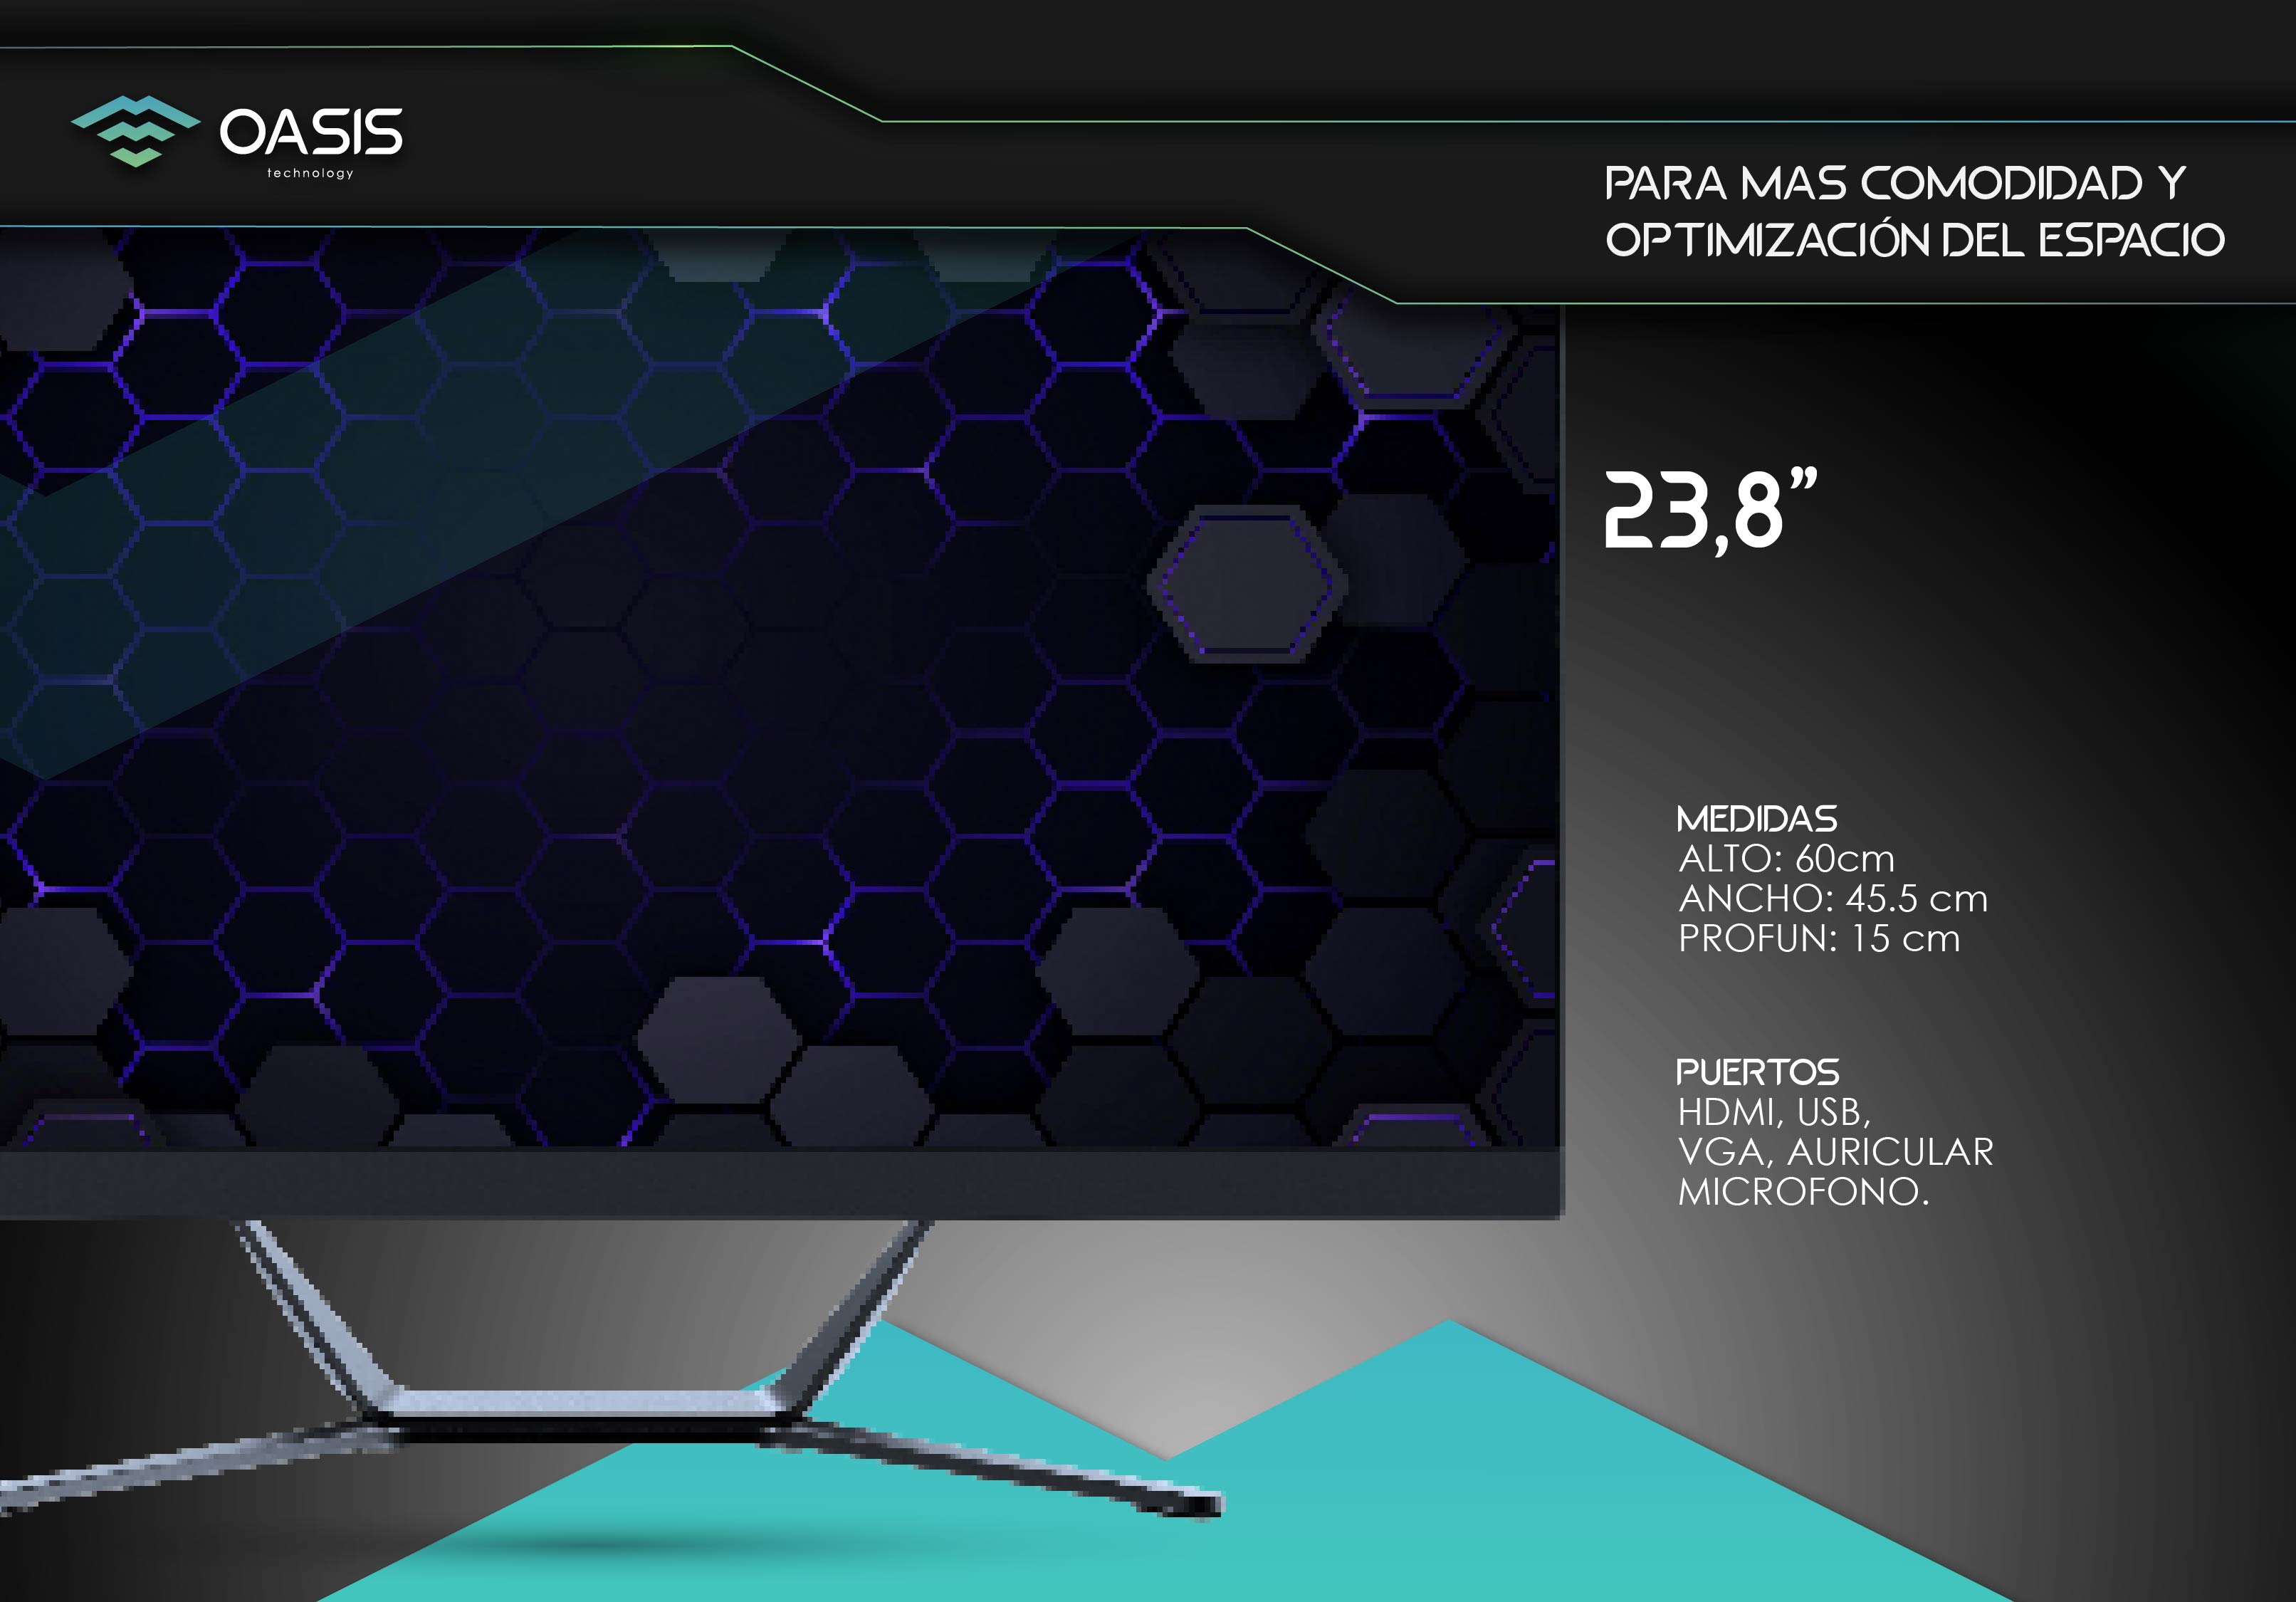 OASIS
technology
PARA MAS COMODIDAD Y
OPTIMIZACIÓN DEL ESPACIO
23,8”
MEDIDAS
ALTO: 60cm
ANCHO: 45.5 cm
PROFUN: 15 cm
PUERTOS
HDMI, USB,
VGA, AURICULAR
MICROFONO.